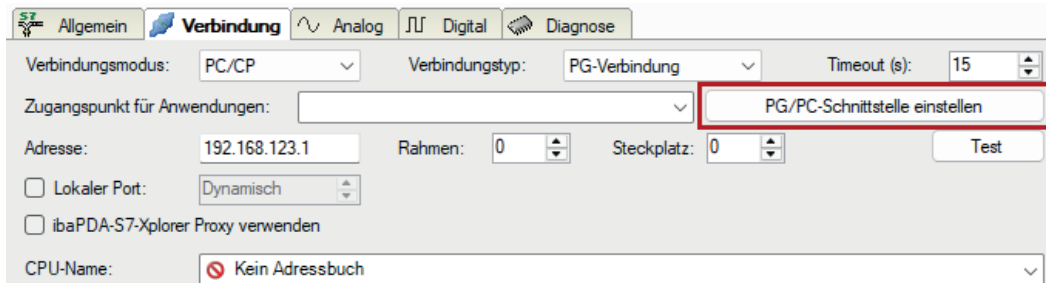 S7 Allgemein Verbindung Analog Digital Diagnose
Verbindungsmodus: PC/CP Verbindungstyp: PG-Verbindung Timeout (s): 15
Zugangspunkt für Anwendungen: PG/PC-Schnittstelle einstellen
Adresse: 192.168.123.1 Rahmen: 0 Steckplatz: 0 Test
Lokaler Port: Dynamisch
ibaPDA-S7-Xplorer Proxy verwenden
CPU-Name: Kein Adressbuch